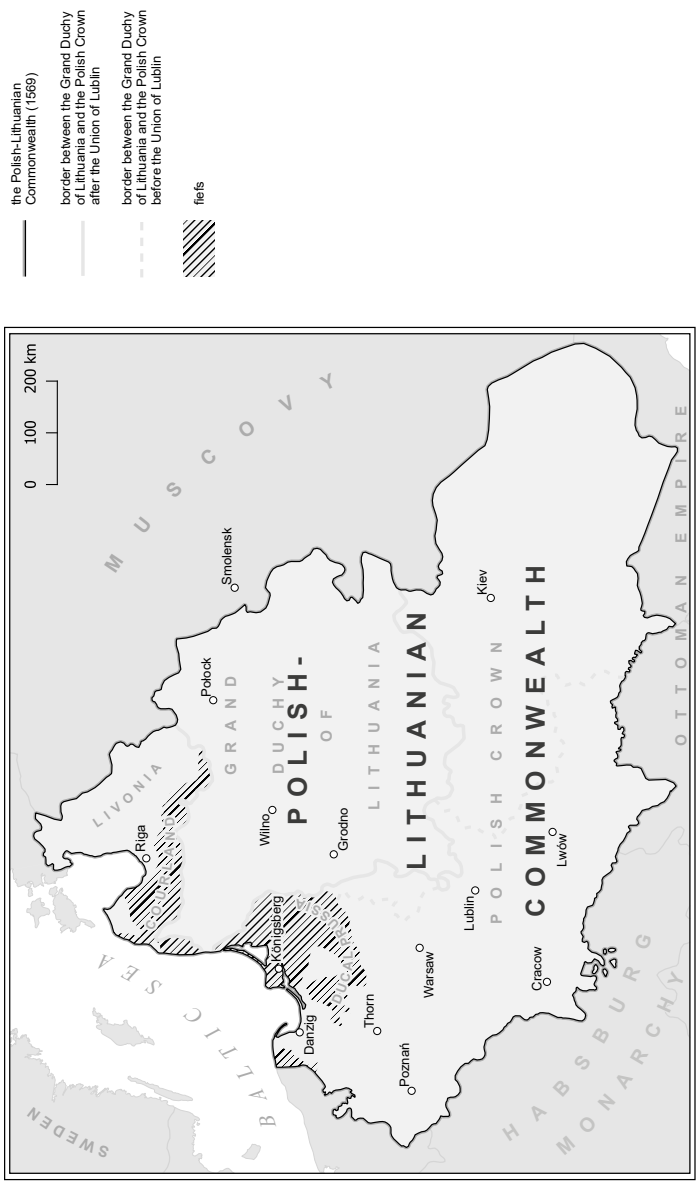 the Polish-Lithuanian
Commonwealth (1569)
border between the Grand Duchy
of Lithuania and the Polish Crown
after the Union of Lublin
border between the Grand Duchy
of Lithuania and the Polish Crown
before the Union of Lublin
fiefs
0 100 200 km
SWEDEN
BALTIC SEA
MUSCOVY
LIVONIA
Riga
COURLAND
Połock
Smolensk
GRAND
DUCHY
OF
LITHUANIA
Wilno
Grodno
Königsberg
DUCAL PRUSSIA
Danzig
Thorn
Poznań
Warsaw
Lublin
Kiev
POLISH-
LITHUANIAN
COMMONWEALTH
POLISH CROWN
Cracow
Lwów
HABSBURG
MONARCHY
OTTOMAN EMPIRE